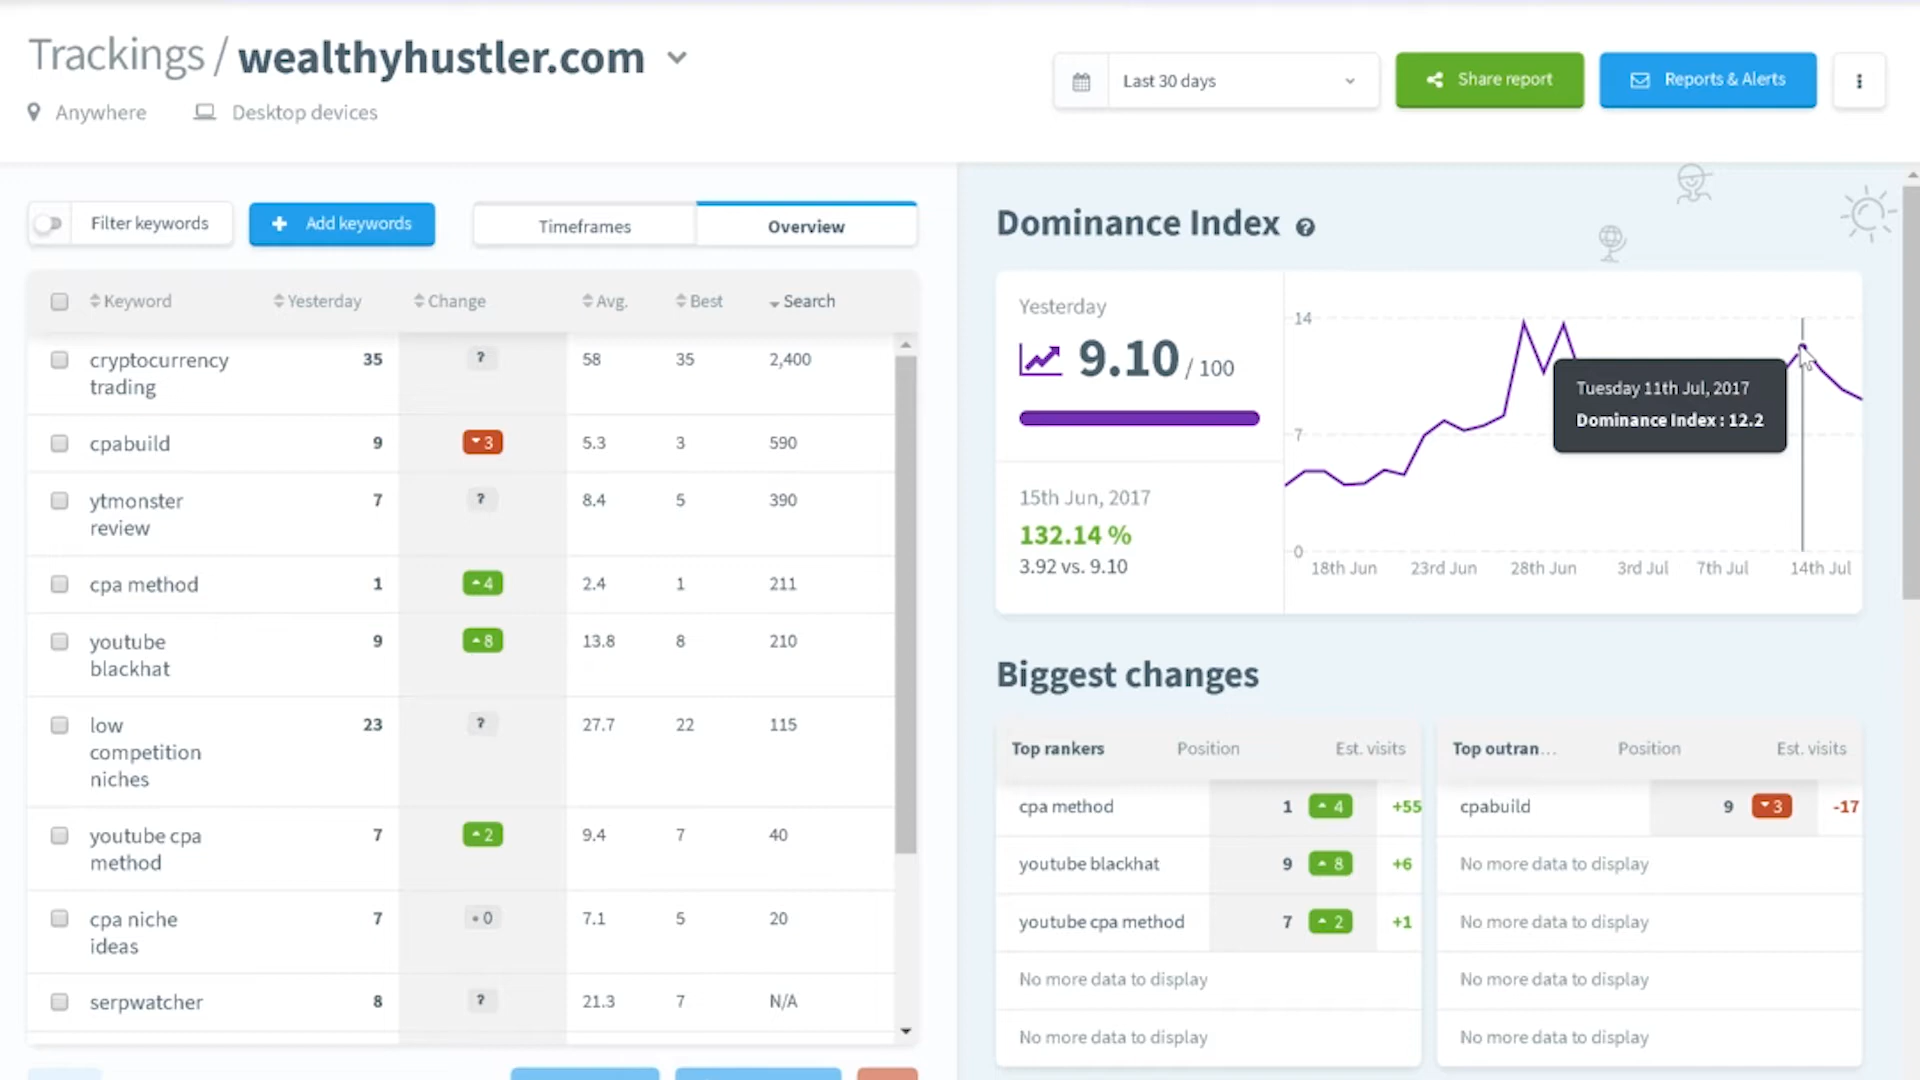 Trackings / wealthyhustler.com
Anywhere Desktop devices
Last 30 days
Share report
Reports & Alerts
Filter keywords
+ Add keywords
Timeframes
Overview
Keyword Yesterday Change Avg. Best Search
cryptocurrency trading 35 ? 58 35 2,400
cpabuild 9 3 5.3 3 590
ytmonster review 7 ? 8.4 5 390
cpa method 1 4 2.4 1 211
youtube blackhat 9 8 13.8 8 210
low competition niches 23 ? 27.7 22 115
youtube cpa method 7 2 9.4 7 40
cpa niche ideas 7 0 7.1 5 20
serpwatcher 8 ? 21.3 7 N/A
Dominance Index ?
Yesterday
9.10 / 100
15th Jun, 2017
132.14 %
3.92 vs. 9.10
14
7
0
Tuesday 11th Jul, 2017
Dominance Index : 12.2
18th Jun 23rd Jun 28th Jun 3rd Jul 7th Jul 14th Jul
Biggest changes
Top rankers Position Est. visits
cpa method 1 4 +55
youtube blackhat 9 8 +6
youtube cpa method 7 2 +1
No more data to display
No more data to display
Top outran... Position Est. visits
cpabuild 9 3 -17
No more data to display
No more data to display
No more data to display
No more data to display